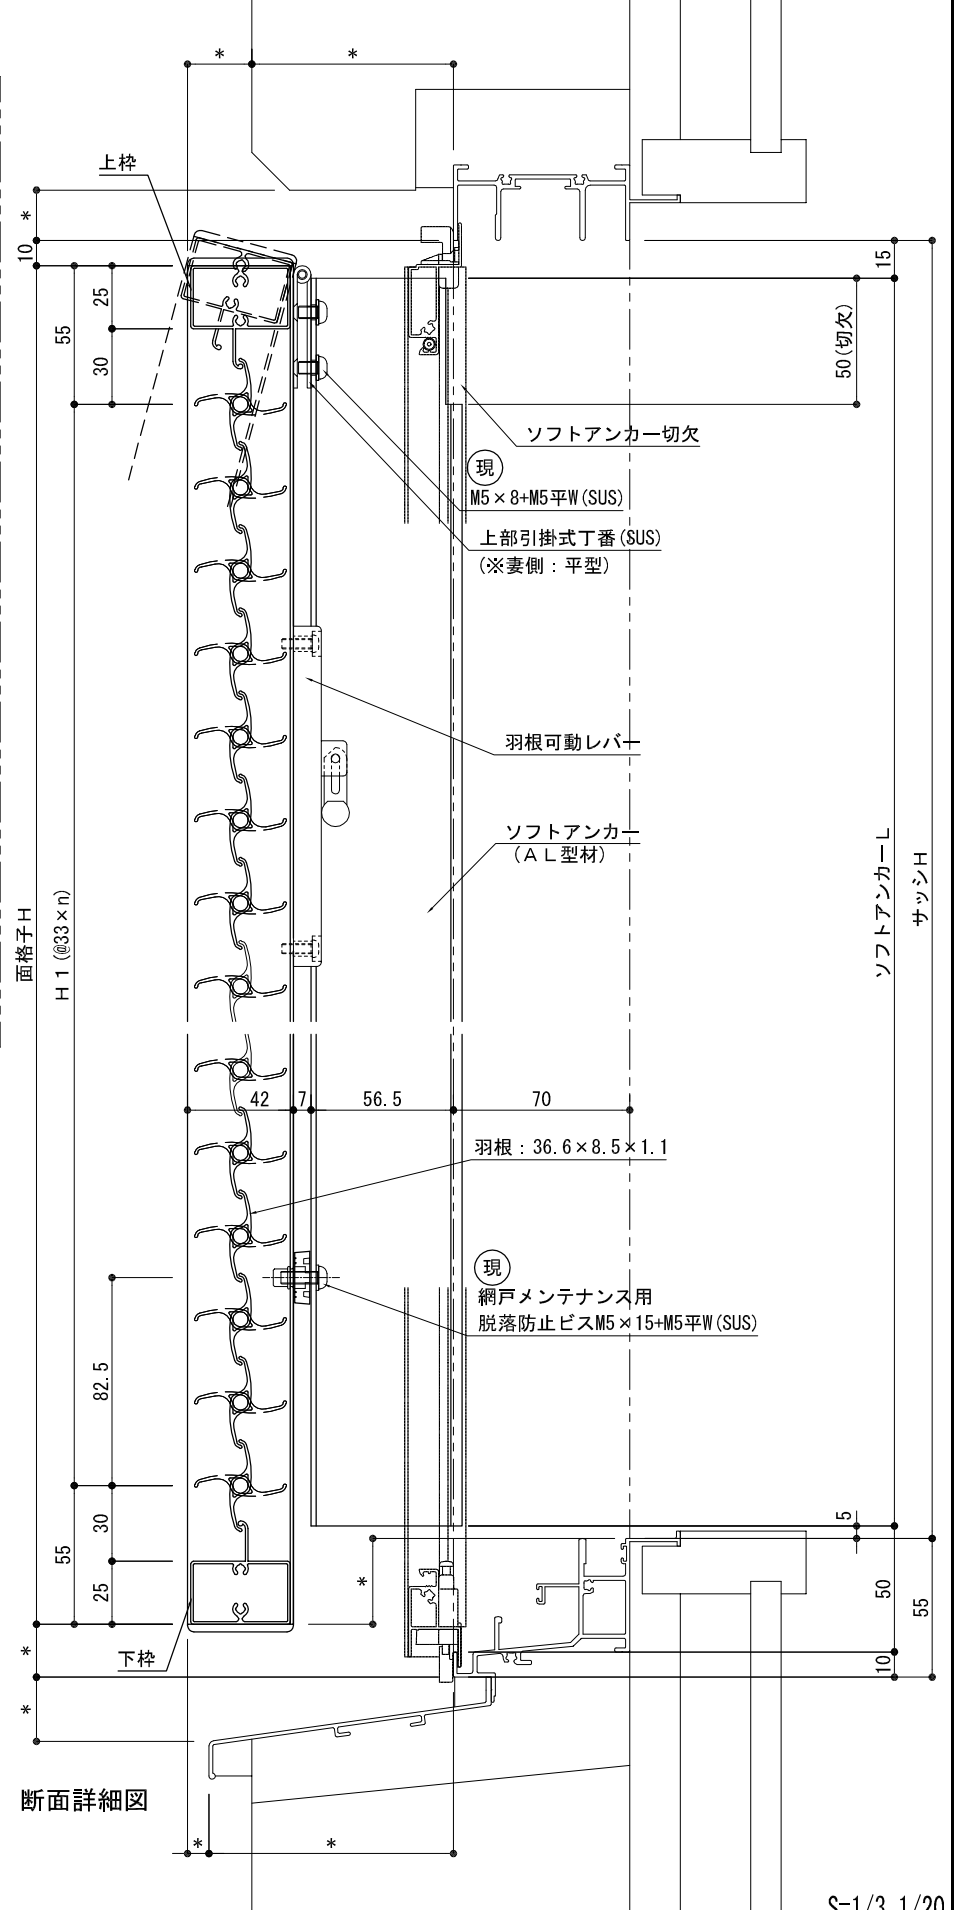 *
*
上枠
*
10
15
25
55
30
50(切欠)
ソフトアンカー切欠
現
M5×8+M5平W(SUS)
上部引掛式丁番(SUS)
(※妻側：平型)
羽根可動レバー
ソフトアンカー
(AL型材)
ソフトアンカーL
サッシH
面格子H
H1(@33×n)
42
7
56.5
70
羽根：36.6×8.5×1.1
現
網戸メンテナンス用
脱落防止ビスM5×15+M5平W(SUS)
82.5
30
55
25
5
*
50
55
*
下枠
10
*
断面詳細図
*
*
S=1/3,1/20